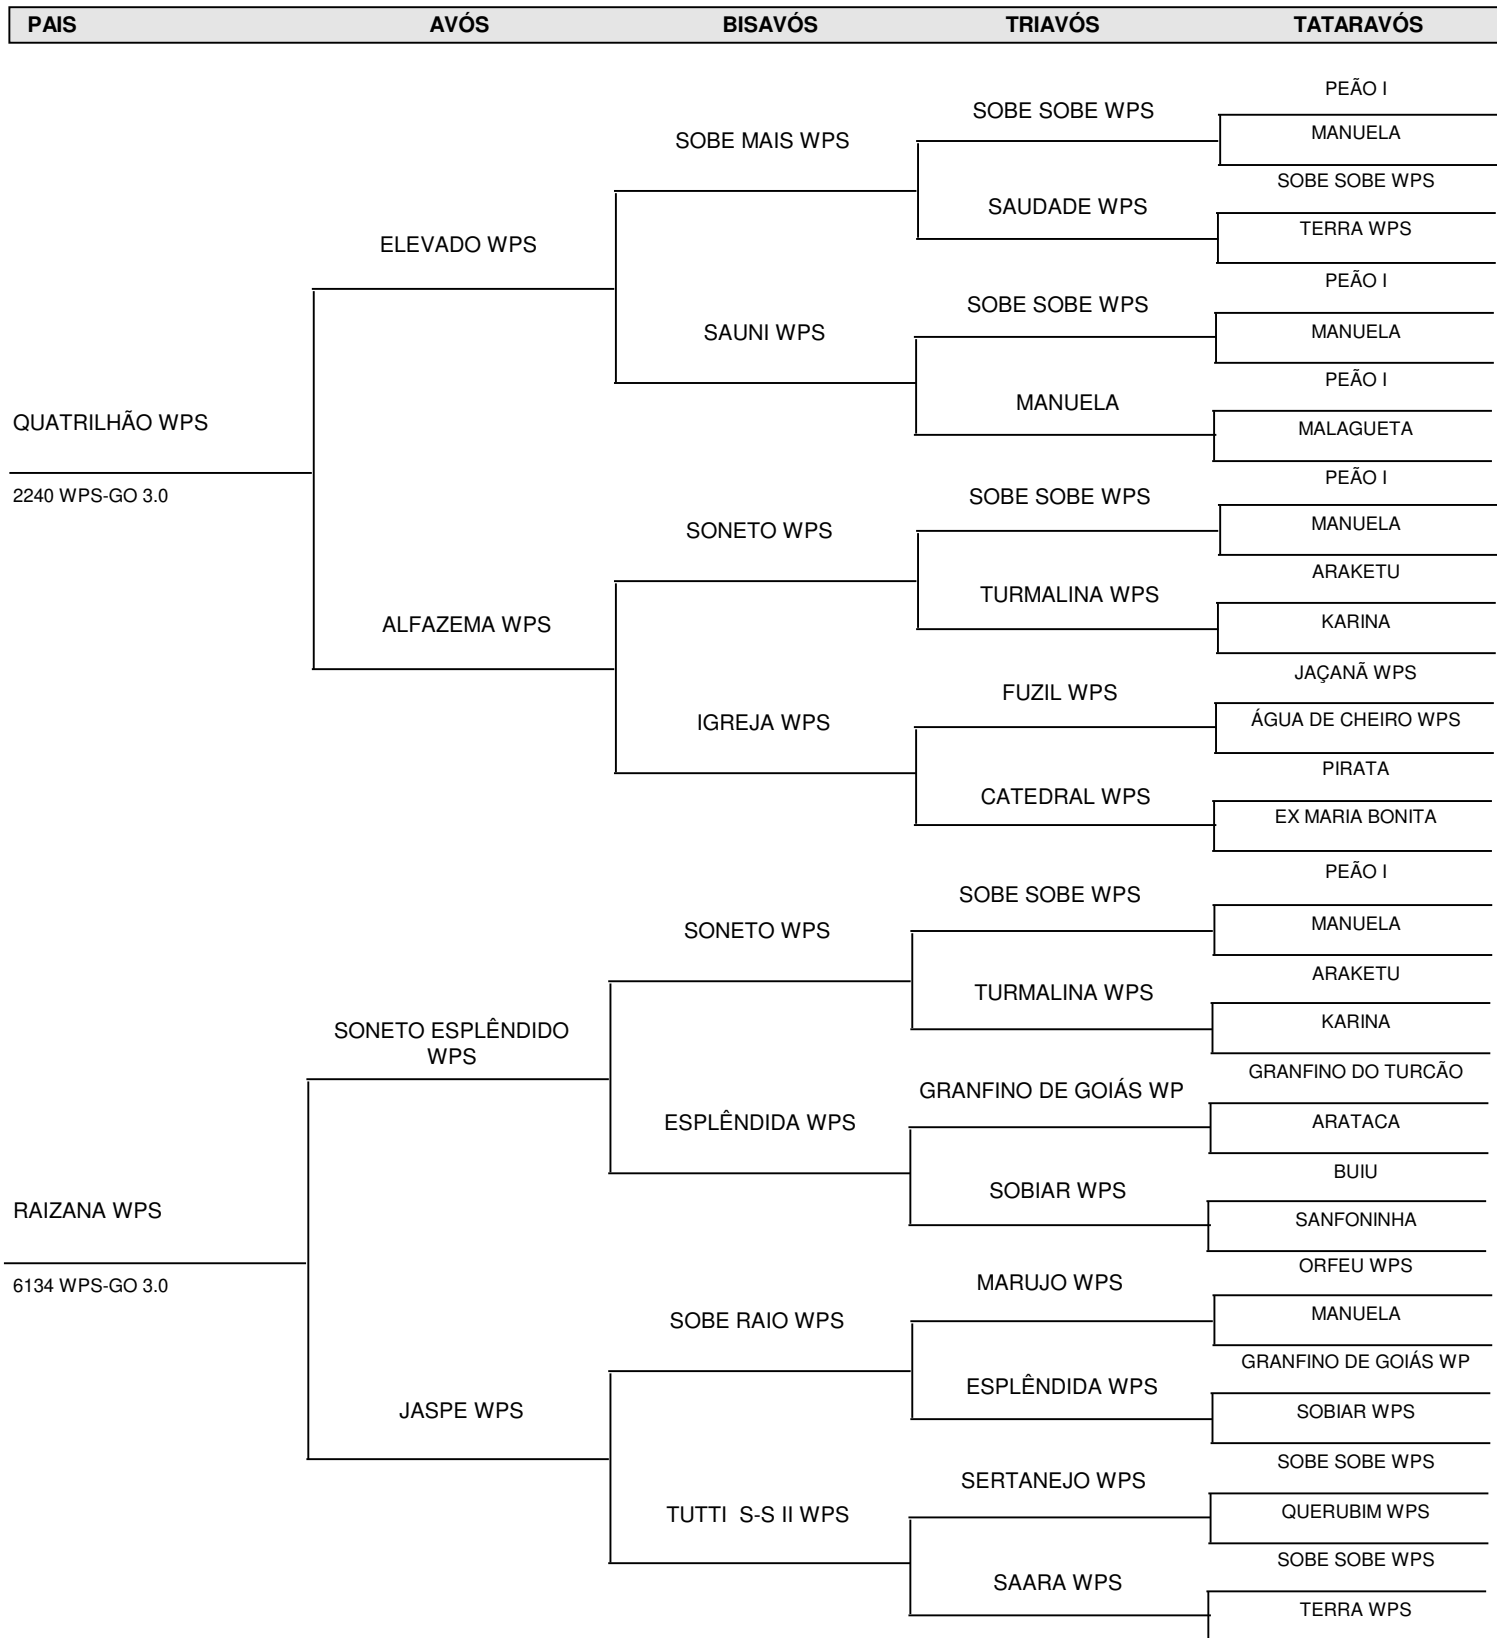 PAIS AVÓS BISAVÓS TRIAVÓS TATARAVÓS
PEÃO I
SOBE SOBE WPS
MANUELA
SOBE MAIS WPS
SOBE SOBE WPS
SAUDADE WPS
TERRA WPS
ELEVADO WPS
PEÃO I
SOBE SOBE WPS
SAUNI WPS
MANUELA
PEÃO I
MANUELA
QUATRILHÃO WPS
MALAGUETA
PEÃO I
2240 WPS-GO 3.0
SOBE SOBE WPS
MANUELA
SONETO WPS
ARAKETU
TURMALINA WPS
KARINA
ALFAZEMA WPS
JAÇANÃ WPS
FUZIL WPS
ÁGUA DE CHEIRO WPS
IGREJA WPS
PIRATA
CATEDRAL WPS
EX MARIA BONITA
PEÃO I
SOBE SOBE WPS
MANUELA
SONETO WPS
ARAKETU
TURMALINA WPS
KARINA
SONETO ESPLÊNDIDO
WPS
GRANFINO DO TURCÃO
GRANFINO DE GOIÁS WP
ESPLÊNDIDA WPS
ARATACA
BUIU
SOBIAR WPS
RAIZANA WPS
SANFONINHA
ORFEU WPS
6134 WPS-GO 3.0
MARUJO WPS
MANUELA
SOBE RAIO WPS
GRANFINO DE GOIÁS WP
ESPLÊNDIDA WPS
JASPE WPS
SOBIAR WPS
SOBE SOBE WPS
SERTANEJO WPS
TUTTI S-S II WPS
QUERUBIM WPS
SOBE SOBE WPS
SAARA WPS
TERRA WPS